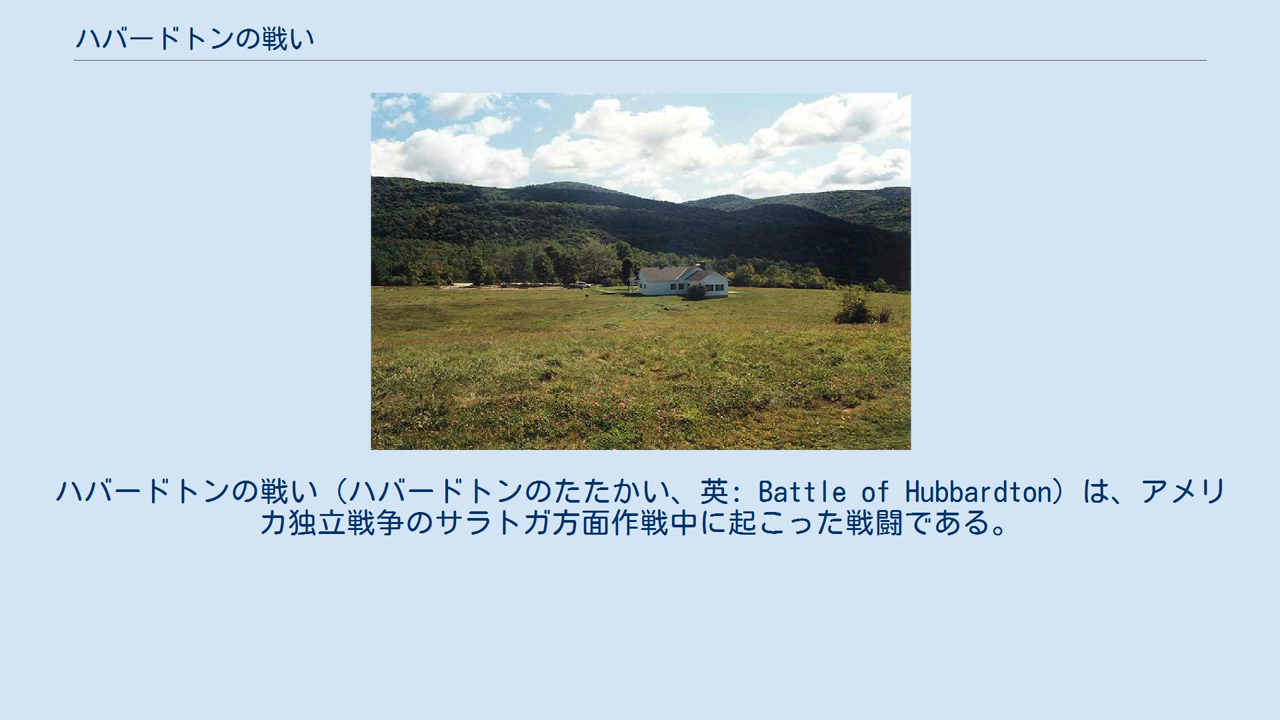 ハバードトンの戦い
ハバードトンの戦い（ハバードトンのたたかい、英: Battle of Hubbardton）は、アメリ
カ独立戦争のサラトガ方面作戦中に起こった戦闘である。